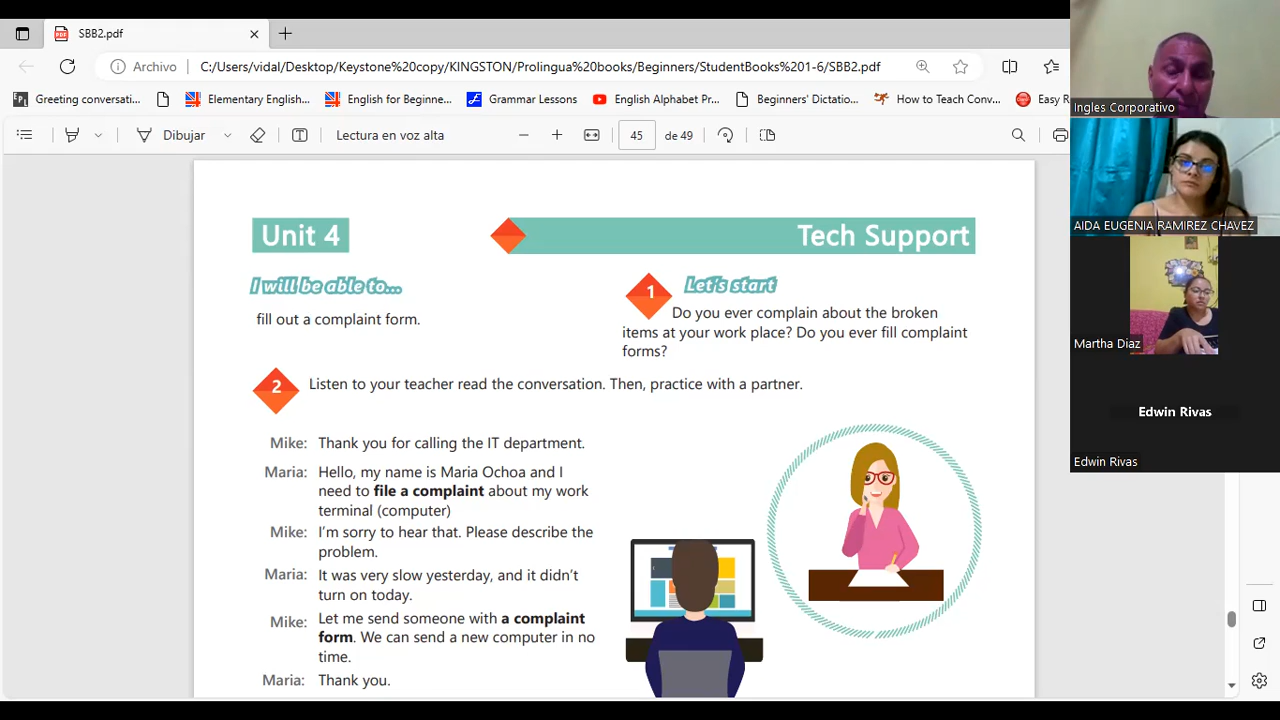 SBB2.pdf
Archivo
C:/Users/vidal/Desktop/Keystone%20copy/KINGSTON/Prolingua%20books/Beginners/StudentBooks%201-6/SBB2.pdf
Greeting conversati...
Elementary English...
English for Beginne...
Grammar Lessons
English Alphabet Pr...
Beginners' Dictatio...
How to Teach Conv...
Easy R
Dibujar
Lectura en voz alta
45
de 49
Unit 4
Tech Support
I will be able to...
fill out a complaint form.
1
Let's start
Do you ever complain about the broken
items at your work place? Do you ever fill complaint
forms?
2
Listen to your teacher read the conversation. Then, practice with a partner.
Mike: Thank you for calling the IT department.
Maria: Hello, my name is Maria Ochoa and I
need to file a complaint about my work
terminal (computer)
Mike: I'm sorry to hear that. Please describe the
problem.
Maria: It was very slow yesterday, and it didn't
turn on today.
Mike: Let me send someone with a complaint
form. We can send a new computer in no
time.
Maria: Thank you.
Ingles Corporativo
AIDA EUGENIA RAMIREZ CHAVEZ
Martha Diaz
Edwin Rivas
Edwin Rivas